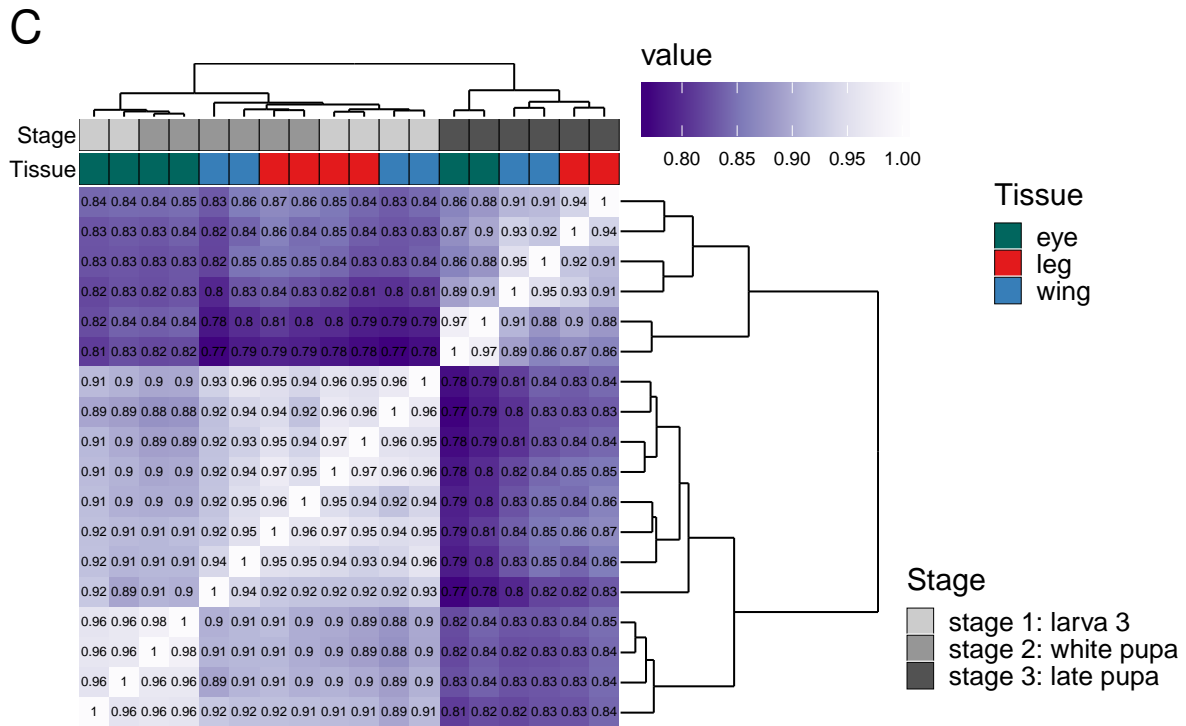 C
value
0.80 0.85 0.90 0.95 1.00
Stage
Tissue
0.84 0.84 0.84 0.85 0.83 0.86 0.87 0.86 0.85 0.84 0.83 0.84 0.86 0.88 0.91 0.91 0.94 1
0.83 0.83 0.83 0.84 0.82 0.84 0.86 0.84 0.85 0.84 0.83 0.83 0.87 0.9 0.93 0.92 1 0.94
0.83 0.83 0.83 0.83 0.82 0.85 0.85 0.85 0.84 0.83 0.83 0.84 0.86 0.88 0.95 1 0.92 0.91
0.82 0.83 0.82 0.83 0.8 0.83 0.84 0.83 0.82 0.81 0.8 0.81 0.89 0.91 1 0.95 0.93 0.91
0.82 0.84 0.84 0.84 0.78 0.8 0.81 0.8 0.8 0.79 0.79 0.79 0.97 1 0.91 0.88 0.9 0.88
0.81 0.83 0.82 0.82 0.77 0.79 0.79 0.79 0.78 0.78 0.77 0.78 1 0.97 0.89 0.86 0.87 0.86
0.91 0.9 0.9 0.9 0.93 0.96 0.95 0.94 0.96 0.95 0.96 1 0.78 0.79 0.81 0.84 0.83 0.84
0.89 0.89 0.88 0.88 0.92 0.94 0.94 0.92 0.96 0.96 1 0.96 0.77 0.79 0.8 0.83 0.83 0.83
0.91 0.9 0.89 0.89 0.92 0.93 0.95 0.94 0.97 1 0.96 0.95 0.78 0.79 0.81 0.83 0.84 0.84
0.91 0.9 0.9 0.9 0.92 0.94 0.97 0.95 1 0.97 0.96 0.96 0.78 0.8 0.82 0.84 0.85 0.85
0.91 0.9 0.9 0.9 0.92 0.95 0.96 1 0.95 0.94 0.92 0.94 0.79 0.8 0.83 0.85 0.84 0.86
0.92 0.91 0.91 0.91 0.92 0.95 1 0.96 0.97 0.95 0.94 0.95 0.79 0.81 0.84 0.85 0.86 0.87
0.92 0.91 0.91 0.91 0.94 1 0.95 0.95 0.94 0.93 0.94 0.96 0.79 0.8 0.83 0.85 0.84 0.86
0.92 0.89 0.91 0.9 1 0.94 0.92 0.92 0.92 0.92 0.92 0.93 0.77 0.78 0.8 0.82 0.82 0.83
0.96 0.96 0.98 1 0.9 0.91 0.91 0.9 0.9 0.89 0.88 0.9 0.82 0.84 0.83 0.83 0.84 0.85
0.96 0.96 1 0.98 0.91 0.91 0.91 0.9 0.9 0.89 0.88 0.9 0.82 0.84 0.82 0.83 0.83 0.84
0.96 1 0.96 0.96 0.89 0.91 0.91 0.9 0.9 0.9 0.89 0.9 0.83 0.84 0.83 0.83 0.83 0.84
1 0.96 0.96 0.96 0.92 0.92 0.92 0.91 0.91 0.91 0.89 0.91 0.81 0.82 0.82 0.83 0.83 0.84
Tissue
eye
leg
wing
Stage
stage 1: larva 3
stage 2: white pupa
stage 3: late pupa